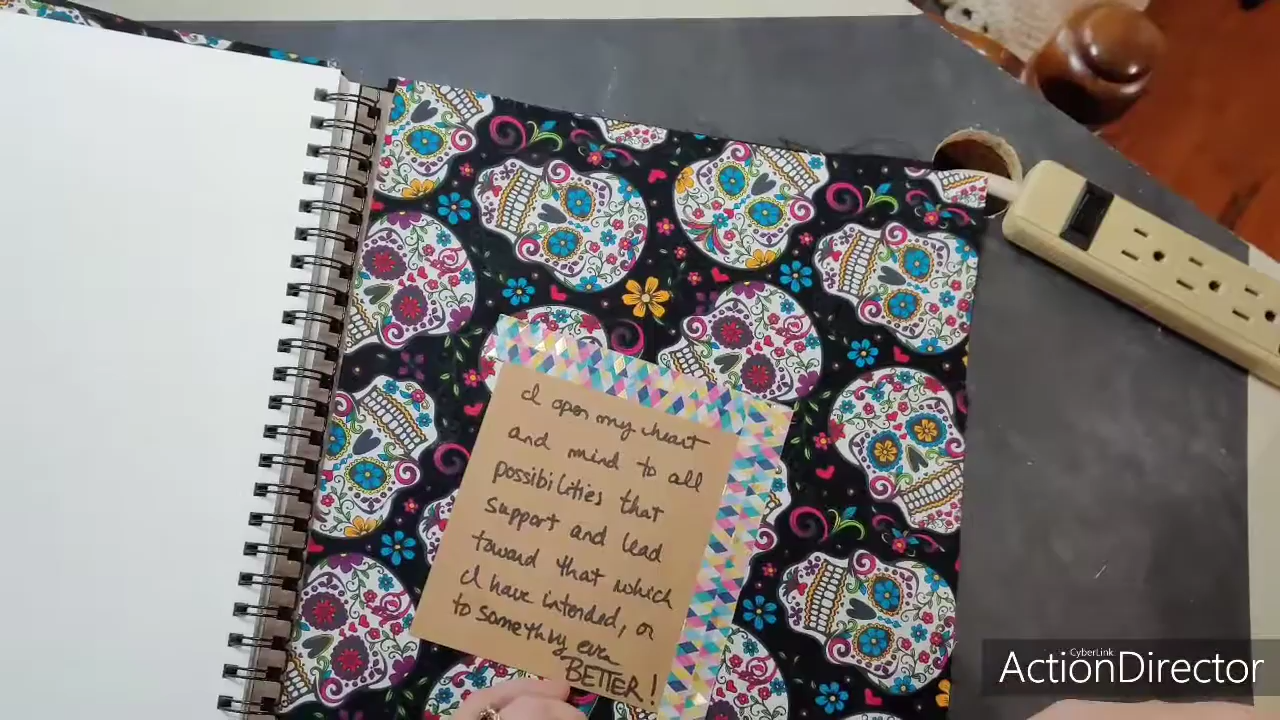 I open my heart
and mind to all
possibilities that
support and lead
toward that which
I have intended, or
to something even
BETTER!
CyberLink
ActionDirector